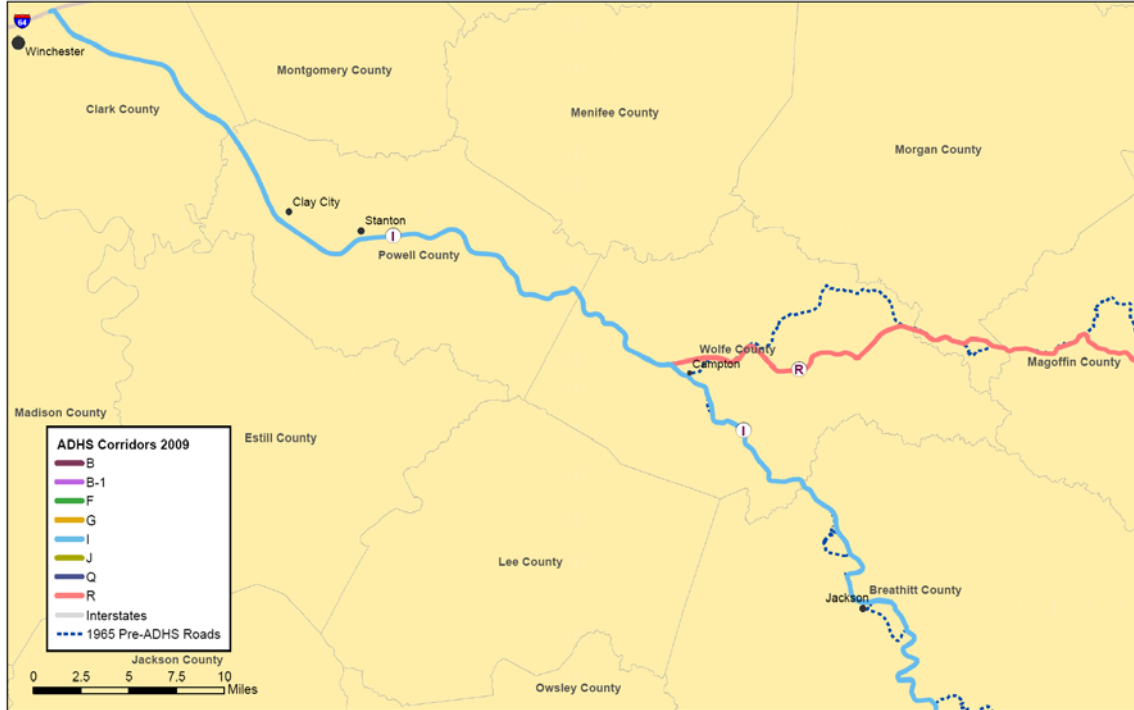 64
Winchester
Montgomery County
Clark County
Menifee County
Morgan County
Clay City
Stanton
I
Powell County
Wolfe County
Campton
R
Magoffin County
Madison County
Estill County
I
ADHS Corridors 2009
B
B-1
F
G
I
J
Q
R
Interstates
1965 Pre-ADHS Roads
Lee County
Breathitt County
Jackson
Jackson County
Owsley County
0 2.5 5 7.5 10
Miles